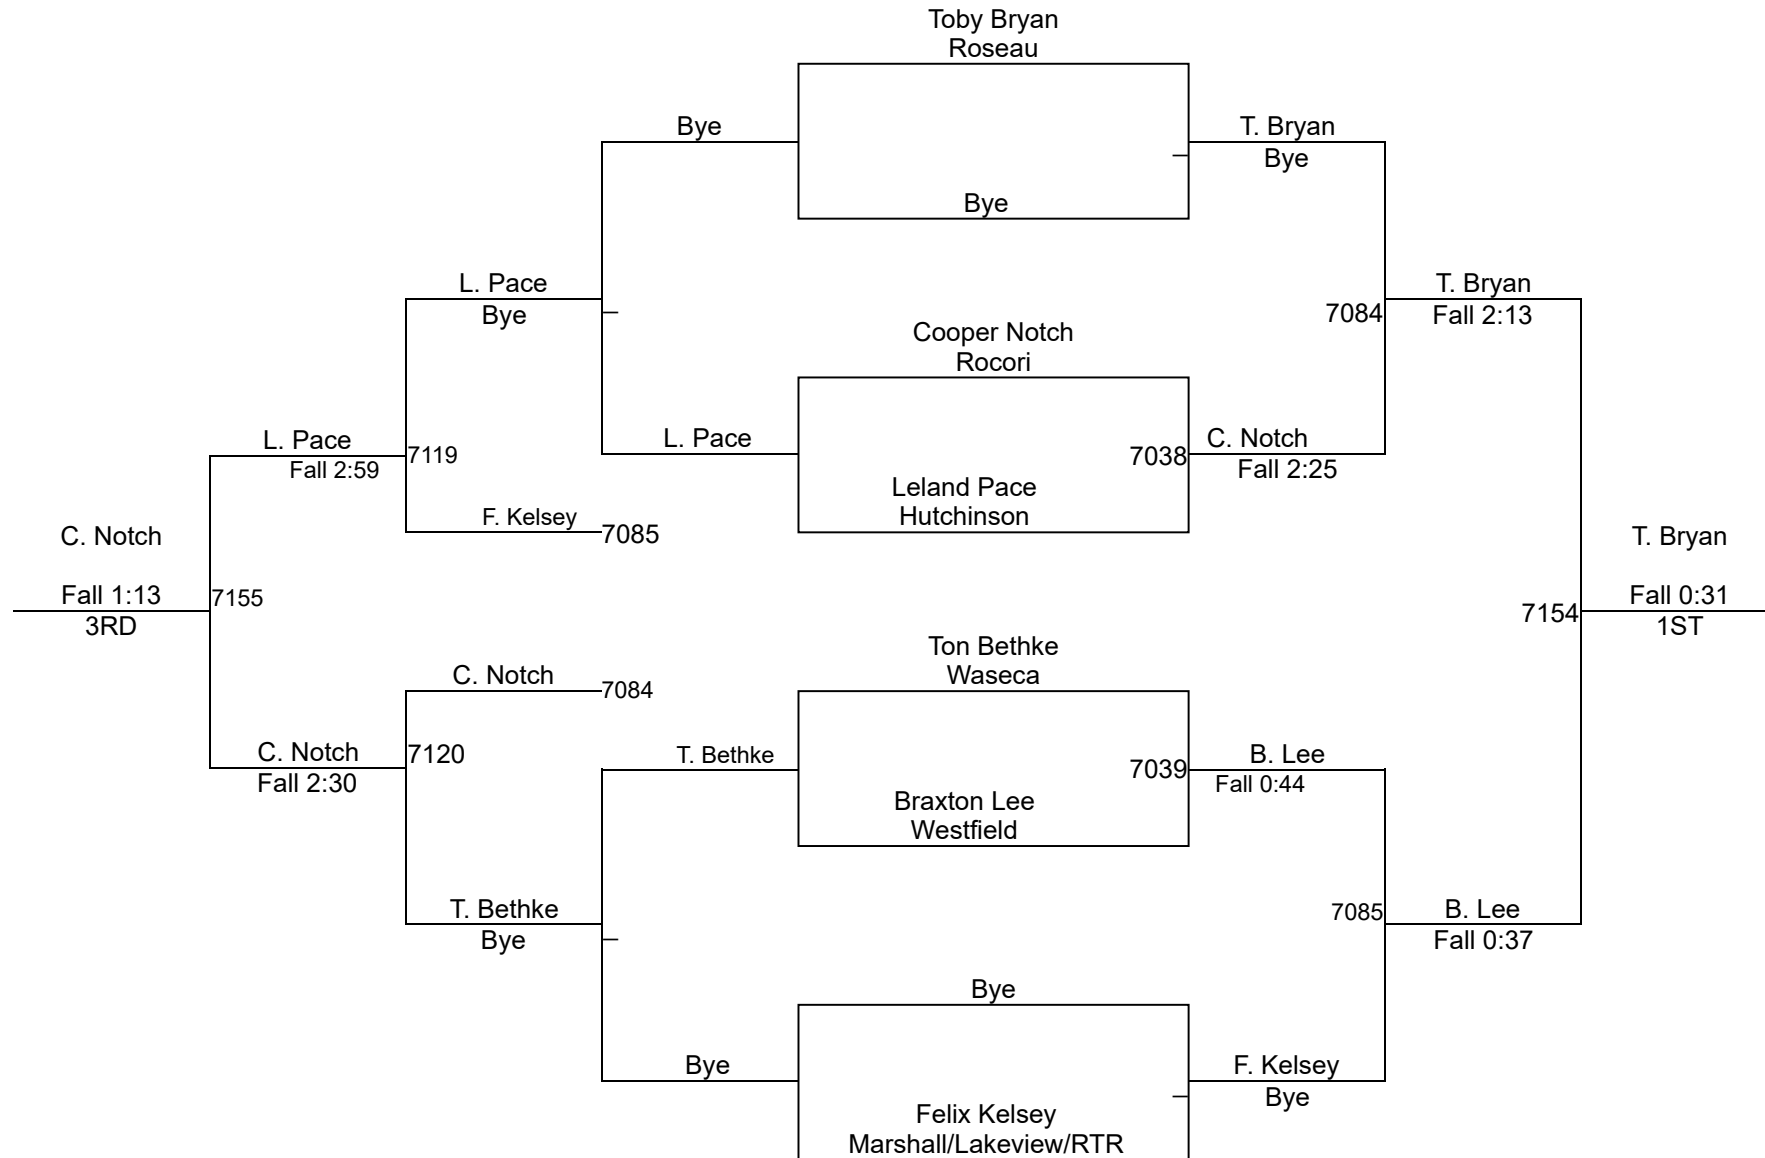 Toby Bryan
Roseau
Bye
T. Bryan
Bye
Bye
L. Pace
Bye
7084
T. Bryan
Fall 2:13
Cooper Notch
Rocori
L. Pace
Fall 2:59
7119
L. Pace
7038
C. Notch
Fall 2:25
Leland Pace
Hutchinson
F. Kelsey
7085
C. Notch
Fall 1:13
3RD
7155
T. Bryan
Fall 0:31
1ST
7154
Ton Bethke
Waseca
C. Notch
7084
C. Notch
Fall 2:30
7120
T. Bethke
7039
B. Lee
Fall 0:44
Braxton Lee
Westfield
T. Bethke
Bye
7085
B. Lee
Fall 0:37
Bye
Bye
F. Kelsey
Bye
Felix Kelsey
Marshall/Lakeview/RTR